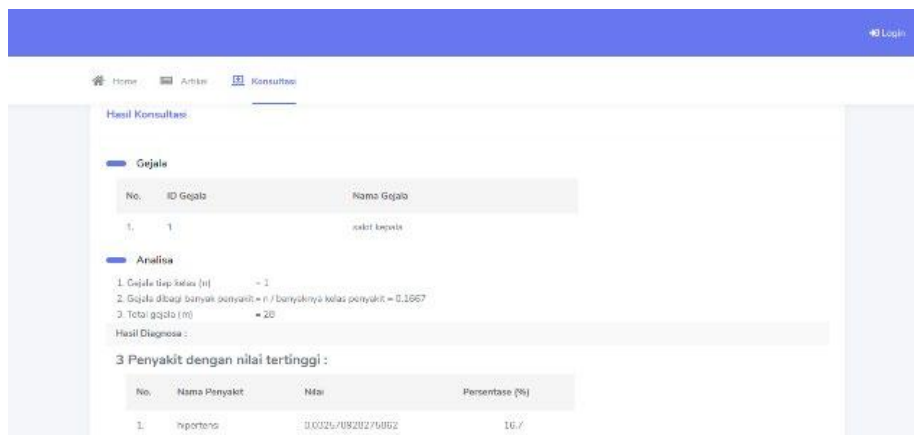 Login
Home Artikel Konsultasi
Hasil Konsultasi
Gejala
No. ID Gejala Nama Gejala
1. 1 sakit kepala
Analisa
1. Gejala tiap kelas (n) = 1
2. Gejala dibagi banyak penyakit = n / banyaknya kelas penyakit = 0.1667
3. Total gejala (m) = 28
Hasil Diagnosa :
3 Penyakit dengan nilai tertinggi :
No. Nama Penyakit Nilai Persentase (%)
1. hipertensi 16.7